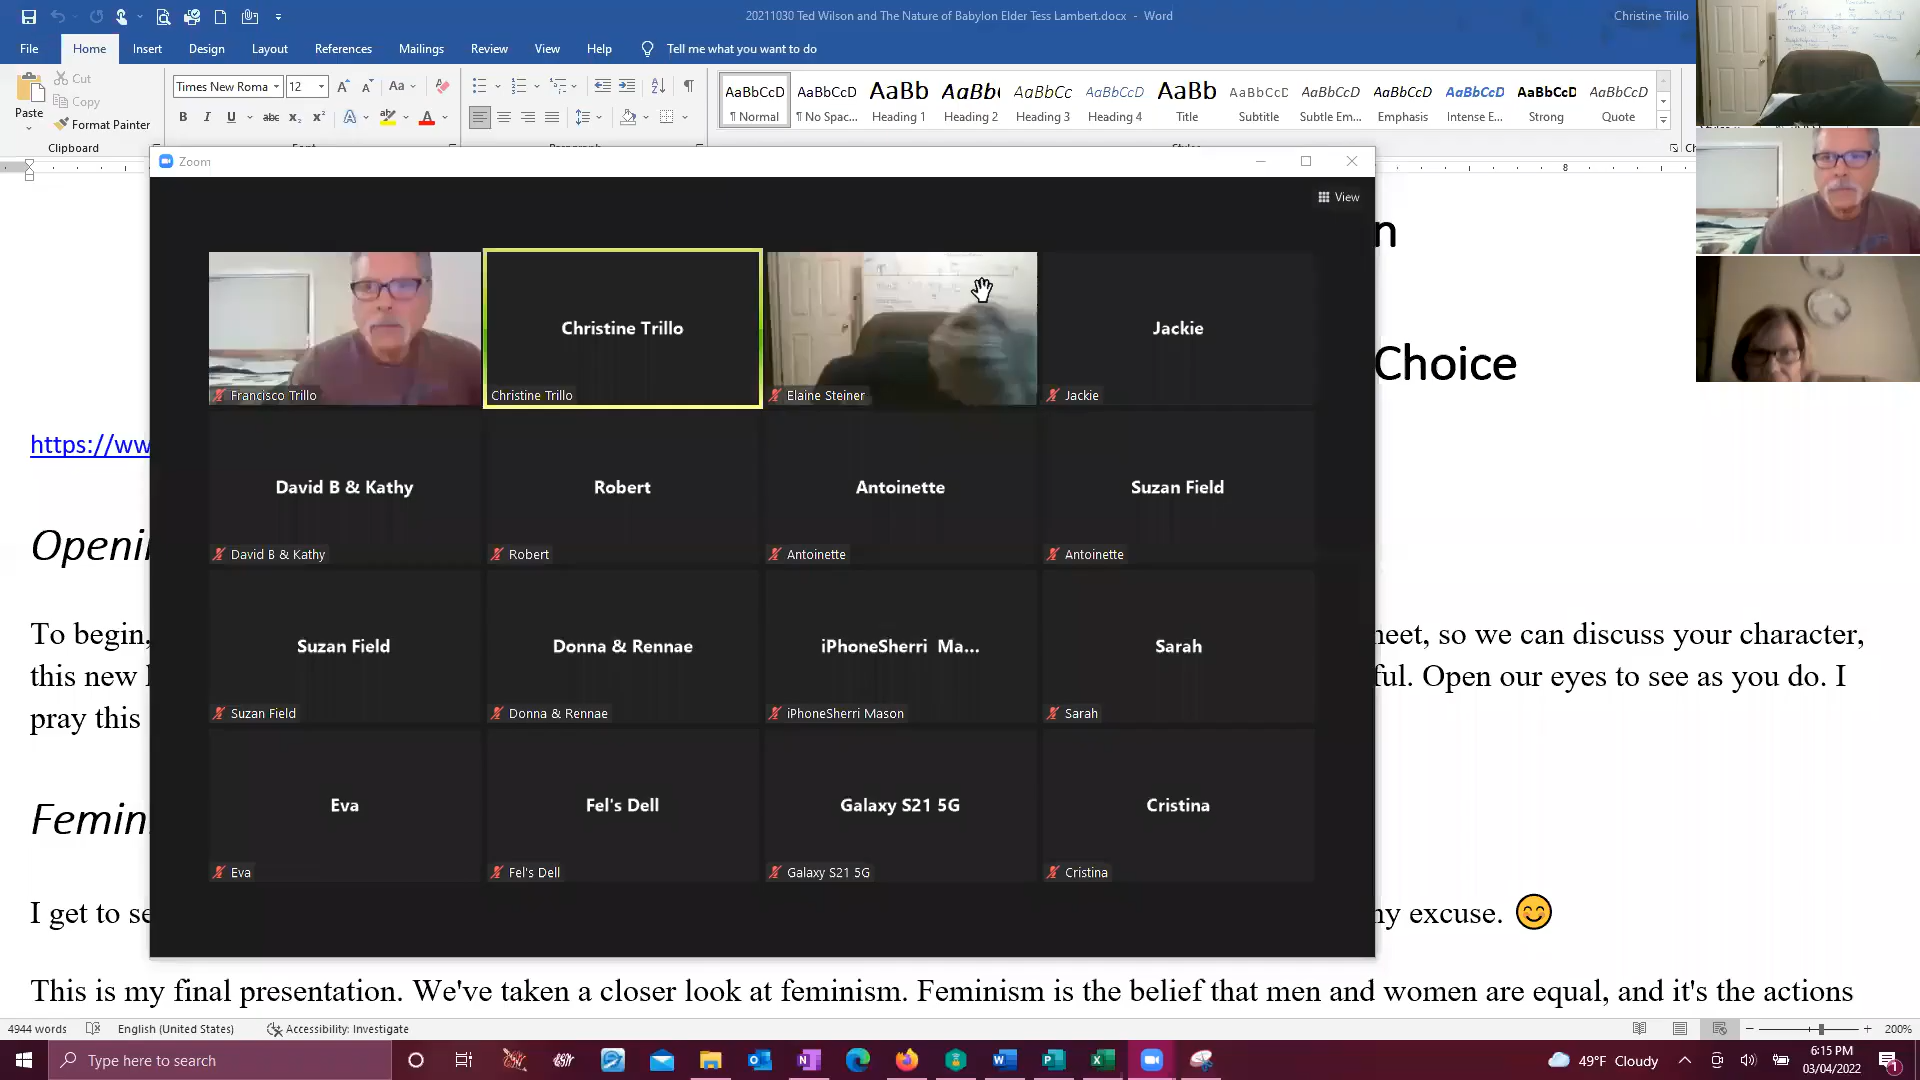 20211030 Ted Wilson and The Nature of Babylon Elder Tess Lambert.docx - Word
Christine Trillo
File
Home
Insert
Design
Layout
References
Mailings
Review
View
Help
Tell me what you want to do
Paste
Cut
Copy
Format Painter
Clipboard
Times New Roma
12
AaBbCcD
¶ Normal
AaBbCcD
¶ No Spac...
AaBb
Heading 1
AaBb(
Heading 2
AaBbCc
Heading 3
AaBbCcD
Heading 4
AaBb
Title
AaBbCcD
Subtitle
AaBbCcD
Subtle Em...
AaBbCcD
Emphasis
AaBbCcD
Intense E...
AaBbCcD
Strong
AaBbCcD
Quote
8
Zoom
View
Francisco Trillo
Christine Trillo
Christine Trillo
Elaine Steiner
Jackie
Jackie
David B & Kathy
David B & Kathy
Robert
Robert
Antoinette
Antoinette
Suzan Field
Antoinette
Suzan Field
Suzan Field
Donna & Rennae
Donna & Rennae
iPhoneSherri Ma...
iPhoneSherri Mason
Sarah
Sarah
Eva
Eva
Fel's Dell
Fel's Dell
Galaxy S21 5G
Galaxy S21 5G
Cristina
Cristina
n
Choice
https://ww
Openi
To begin, neet, so we can discuss your character,
this new ful. Open our eyes to see as you do. I
pray this
Femin
I get to se ny excuse. 😊
This is my final presentation. We've taken a closer look at feminism. Feminism is the belief that men and women are equal, and it's the actions
4944 words
English (United States)
Accessibility: Investigate
200%
Type here to search
49°F Cloudy
6:15 PM
03/04/2022
1